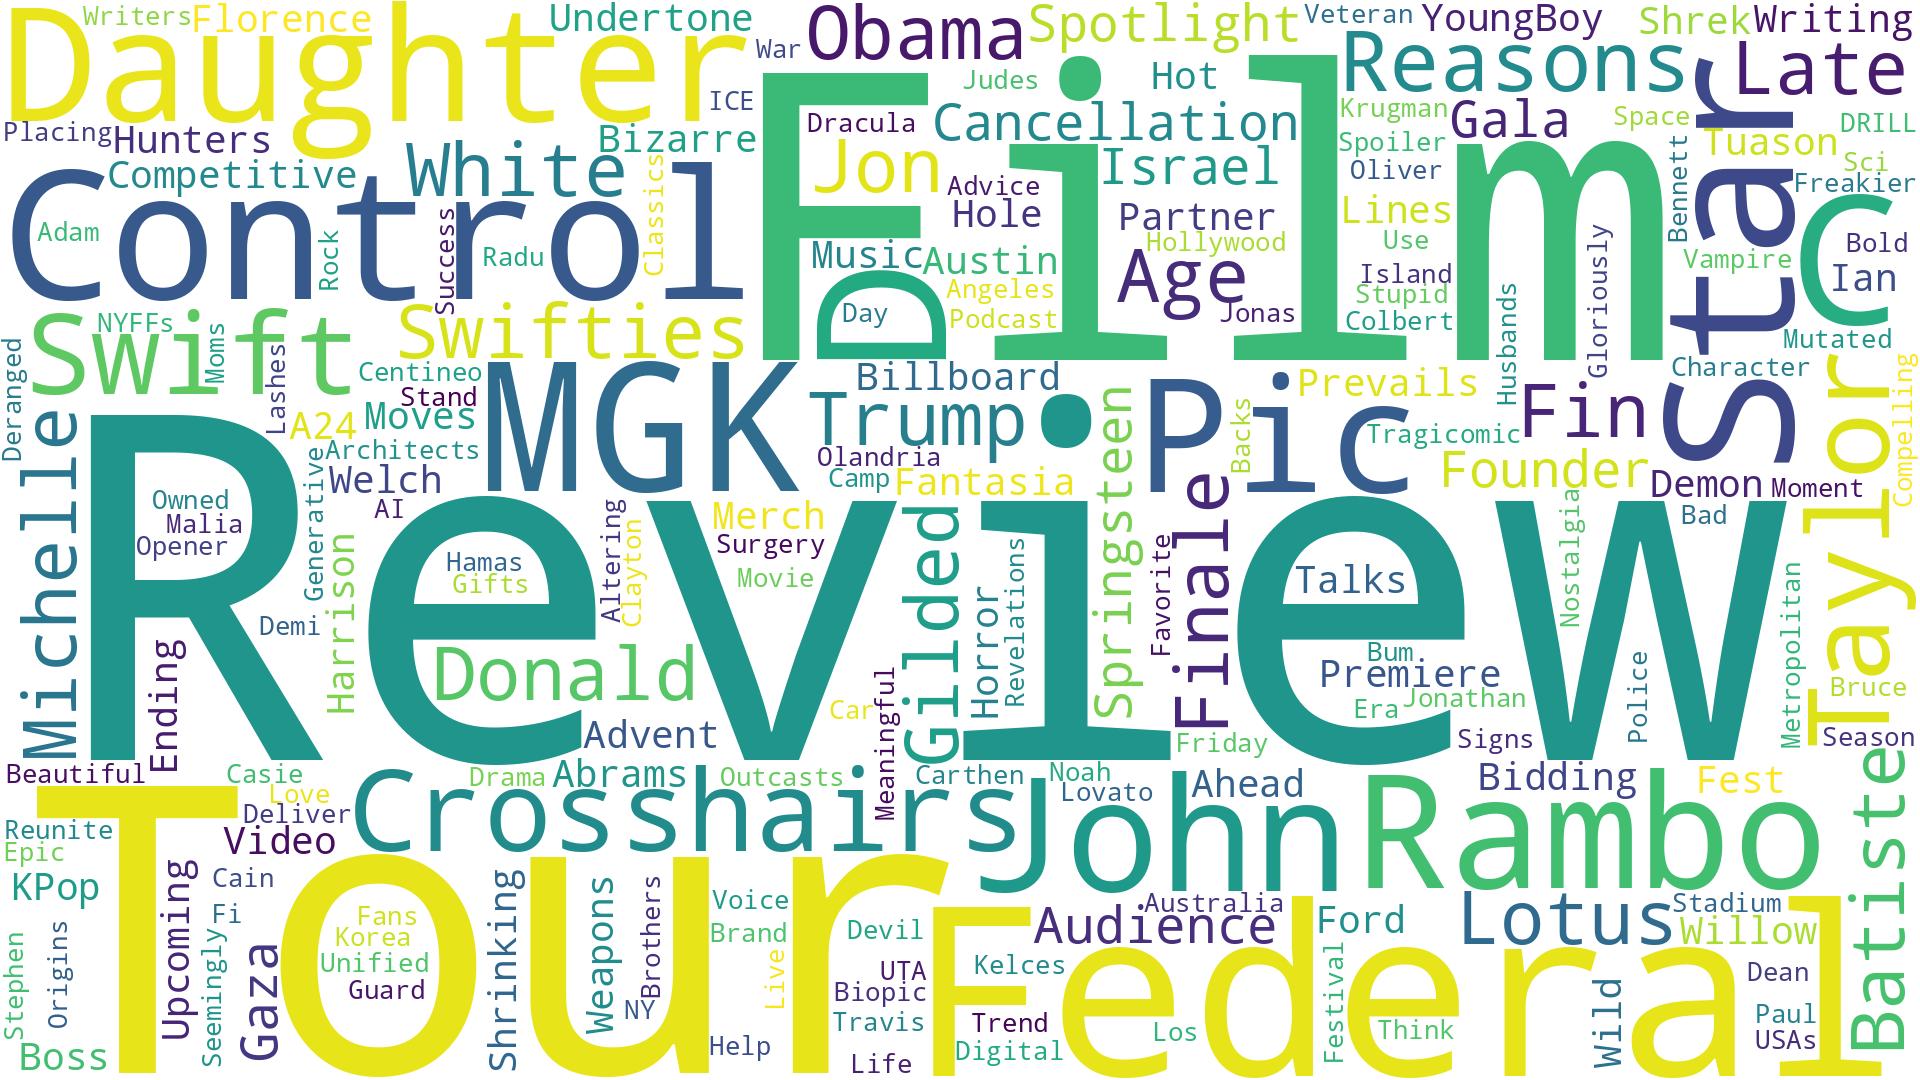 Writers
Florence
Undertone
Daughter
War
Obama
Spotlight
Veteran
YoungBoy
Shrek
Writing
Reasons
Late
ICE
Judes
Hot
Film
Star
Placing
Hunters
Bizarre
Dracula
Cancellation
Krugman
Gala
Space
DRILL
Spoiler
Tuason
Competitive
White
Classics
Jon
Israel
Oliver
Bennett
Sci
Freakier
Control
Advice
Hole
Partner
Lines
C
Adam
Rock
Success
Radu
Hollywood
Use
Gloriously
Bold
Music
Austin
Age
Island
Vampire
Ian
D
Day
Angeles
Podcast
Jonas
Stupid
Colbert
Husbands
Mutated
Swift
NYFFs
Moms
Swifties
Deranged
Lashes
Centineo
Stand
MGK
Billboard
Pic
Prevails
Character
Taylor
Compelling
A24
Moves
Trump
Springsteen
Backs
Tragicomic
Fin
Michelle
Architects
Welch
Olandria
Camp
Fantasia
Founder
Demon
Moment
Review
Owned
Malia
Opener
Generative
AI
Merch
Surgery
Movie
Gilded
Finale
Bad
Nostalgia
Harrison
Hamas
Gifts
Altering
Clayton
Horror
Revelations
Favorite
Talks
Metropolitan
Demi
Ending
Donald
Bum
Premiere
Police
Bruce
Car
Meaningful
Era
Jonathan
Advent
Friday
Signs
Season
Beautiful
Casie
Drama
Abrams
Outcasts
Carthen
Noah
Ahead
Bidding
Fest
Batiste
Love
Deliver
Crosshairs
Lovato
John
Rambo
Reunite
Epic
Video
Tour
KPop
Upcoming
Cain
Fi
Fans
Korea
Unified
Guard
Shrinking
Weapons
Brothers
Voice
Brand
Live
Devil
Australia
Audience
Ford
Lotus
Stadium
Willow
Federal
Stephen
Origins
Seemingly
Gaza
UTA
Kelces
Festival
Dean
Biopic
NY
Travis
Trend
Los
Think
Wild
Paul
USAs
Boss
Help
Life
Digital